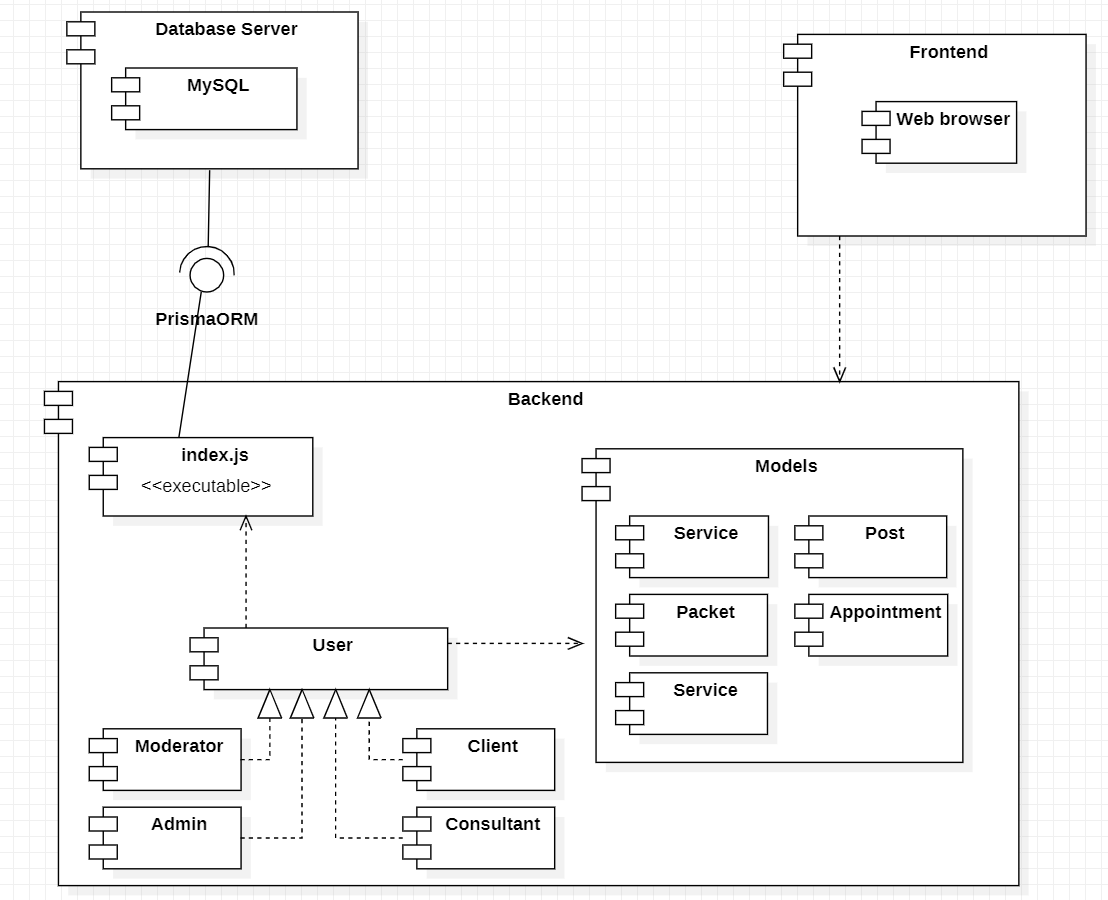 Database Server
MySQL
Frontend
Web browser
PrismaORM
Backend
index.js
<<executable>>
Models
Service
Post
Packet
Appointment
Service
User
Moderator
Client
Admin
Consultant